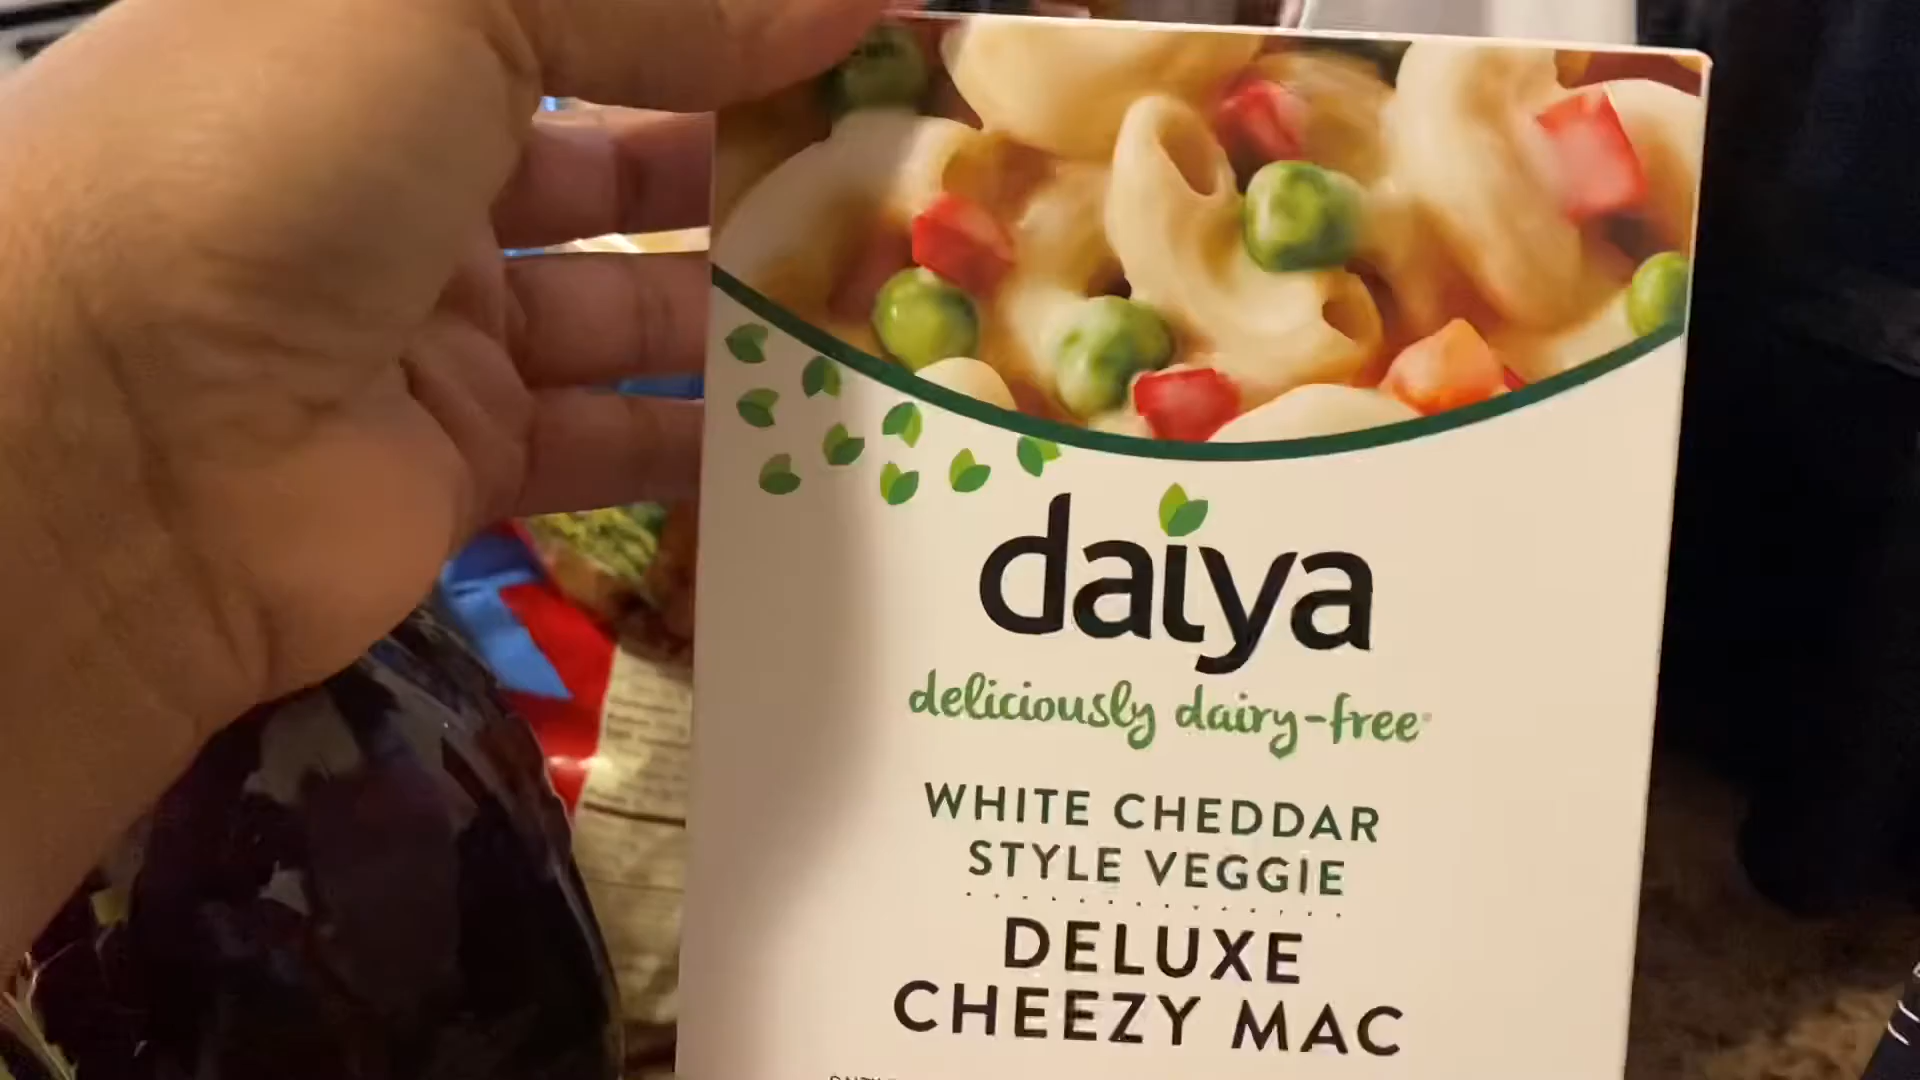 daiya
deliciously dairy-free
WHITE CHEDDAR
STYLE VEGGIE
DELUXE
CHEEZY MAC